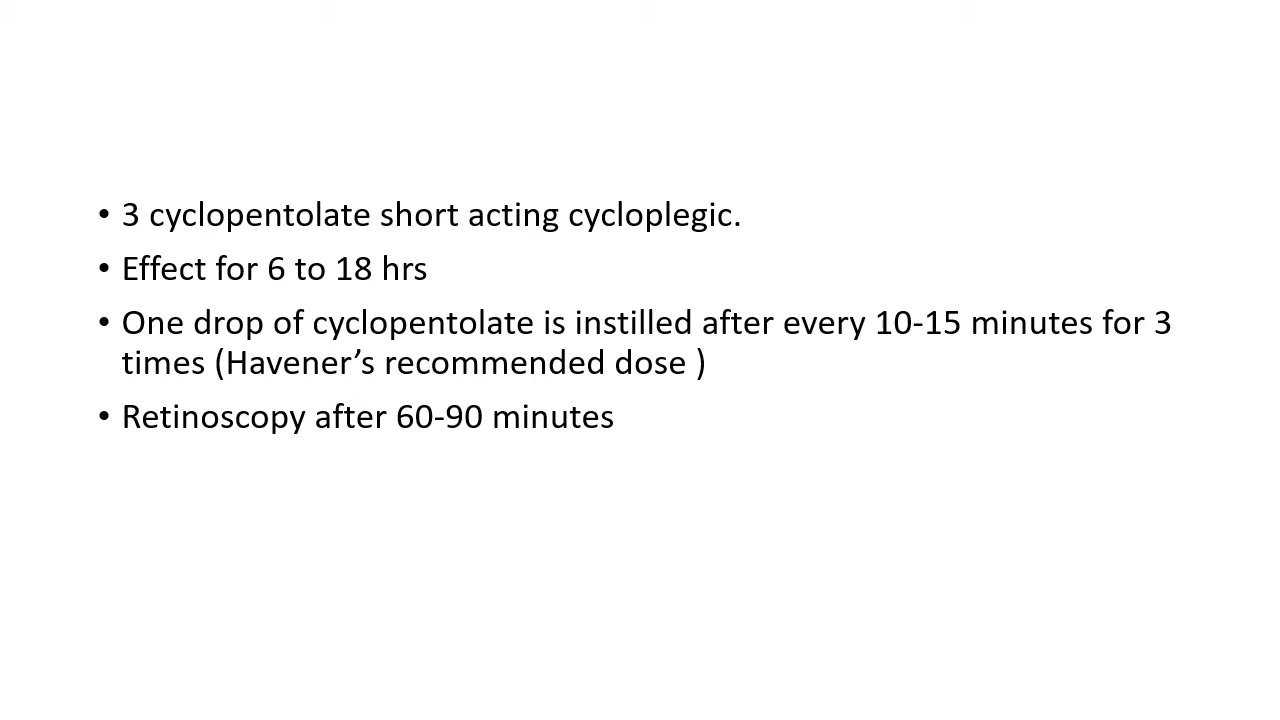 • 3 cyclopentolate short acting cycloplegic.
• Effect for 6 to 18 hrs
• One drop of cyclopentolate is instilled after every 10-15 minutes for 3
times (Havener’s recommended dose )
• Retinoscopy after 60-90 minutes